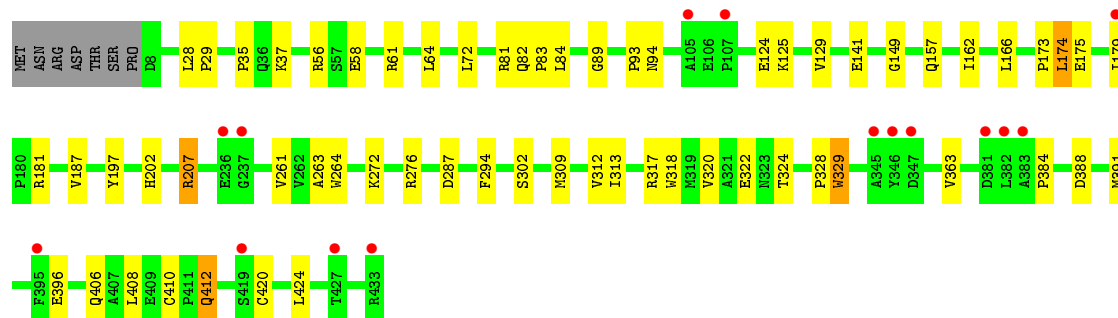 MET ASN ARG ASP THR SER PRO D8 L28 P29 P35 Q36 K37 R56 S57 E58 R61 L64 L72 R81 Q82 P83 L84 G89 P93 N94 A105 E106 P107 E124 K125 V129 E141 G149 Q157 I162 L166 P173 L174 E175
P180 R181 V187 Y197 H202 R207 E236 G237 V261 V262 A263 W264 K272 R276 D287 F294 S302 M309 V312 I313 R317 W318 M319 V320 A321 E322 N323 T324 P328 W329 A345 Y346 D347 V363 D381 L382 A383 P384 D388
F395 E396 Q406 A407 L408 E409 C410 P411 Q412 S419 C420 L424 T427 R433